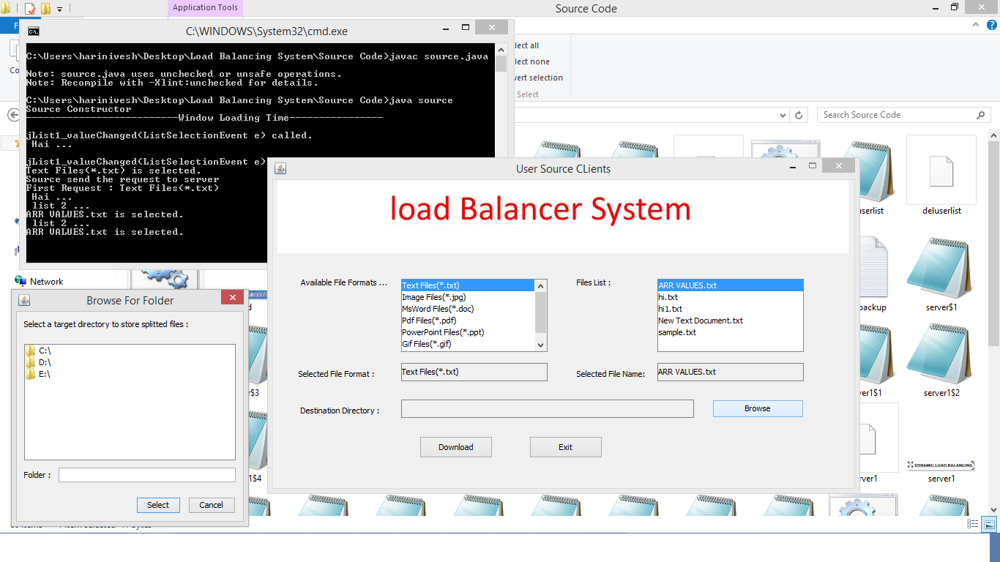 Application Tools
Source Code
C:\WINDOWS\System32\cmd.exe
C:\Users\harinivesh\Desktop\Load Balancing System\Source Code>javac source.java
Note: source.java uses unchecked or unsafe operations.
Note: Recompile with -Xlint:unchecked for details.
C:\Users\harinivesh\Desktop\Load Balancing System\Source Code>java source
Source Constructor
--------------------------Window Loading Time----------------
jList1_valueChanged(ListSelectionEvent e) called.
Hai ...
jList1_valueChanged(ListSelectionEvent e)
Text Files(*.txt) is selected.
Source send the request to server
First Request : Text Files(*.txt)
Hai ...
list 2 ...
ARR VALUES.txt is selected.
list 2 ...
ARR VALUES.txt is selected.
lect all
lect none
vert selection
Select
Search Source Code
User Source CLients
load Balancer System
Available File Formats ...
Text Files(*.txt)
Image Files(*.jpg)
MsWord Files(*.doc)
Pdf Files(*.pdf)
PowerPoint Files(*.ppt)
Gif Files(*.gif)
Files List :
ARR VALUES.txt
hi.txt
hi1.txt
New Text Document.txt
sample.txt
Selected File Format :
Text Files(*.txt)
Selected File Name:
ARR VALUES.txt
Destination Directory :
Browse
Download
Exit
Network
Browse For Folder
Select a target directory to store splitted files :
C:\
D:\
E:\
Folder :
Select
Cancel
userlist
deluserlist
backup
server$1
r$3
er1$1
server1$2
1$4
erver1
DYNAMIC LOAD BALANCING
server1